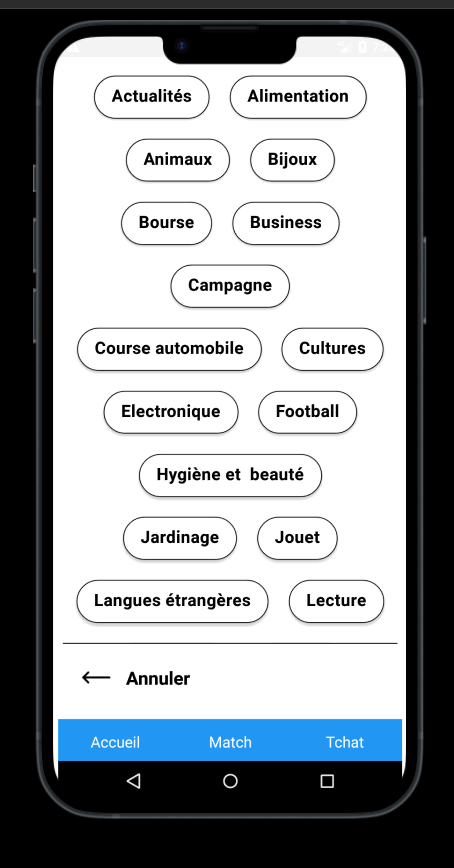 Actualités Alimentation
Animaux Bijoux
Bourse Business
Campagne
Course automobile Cultures
Electronique Football
Hygiène et  beauté
Jardinage Jouet
Langues étrangères Lecture
Annuler
Accueil Match Tchat